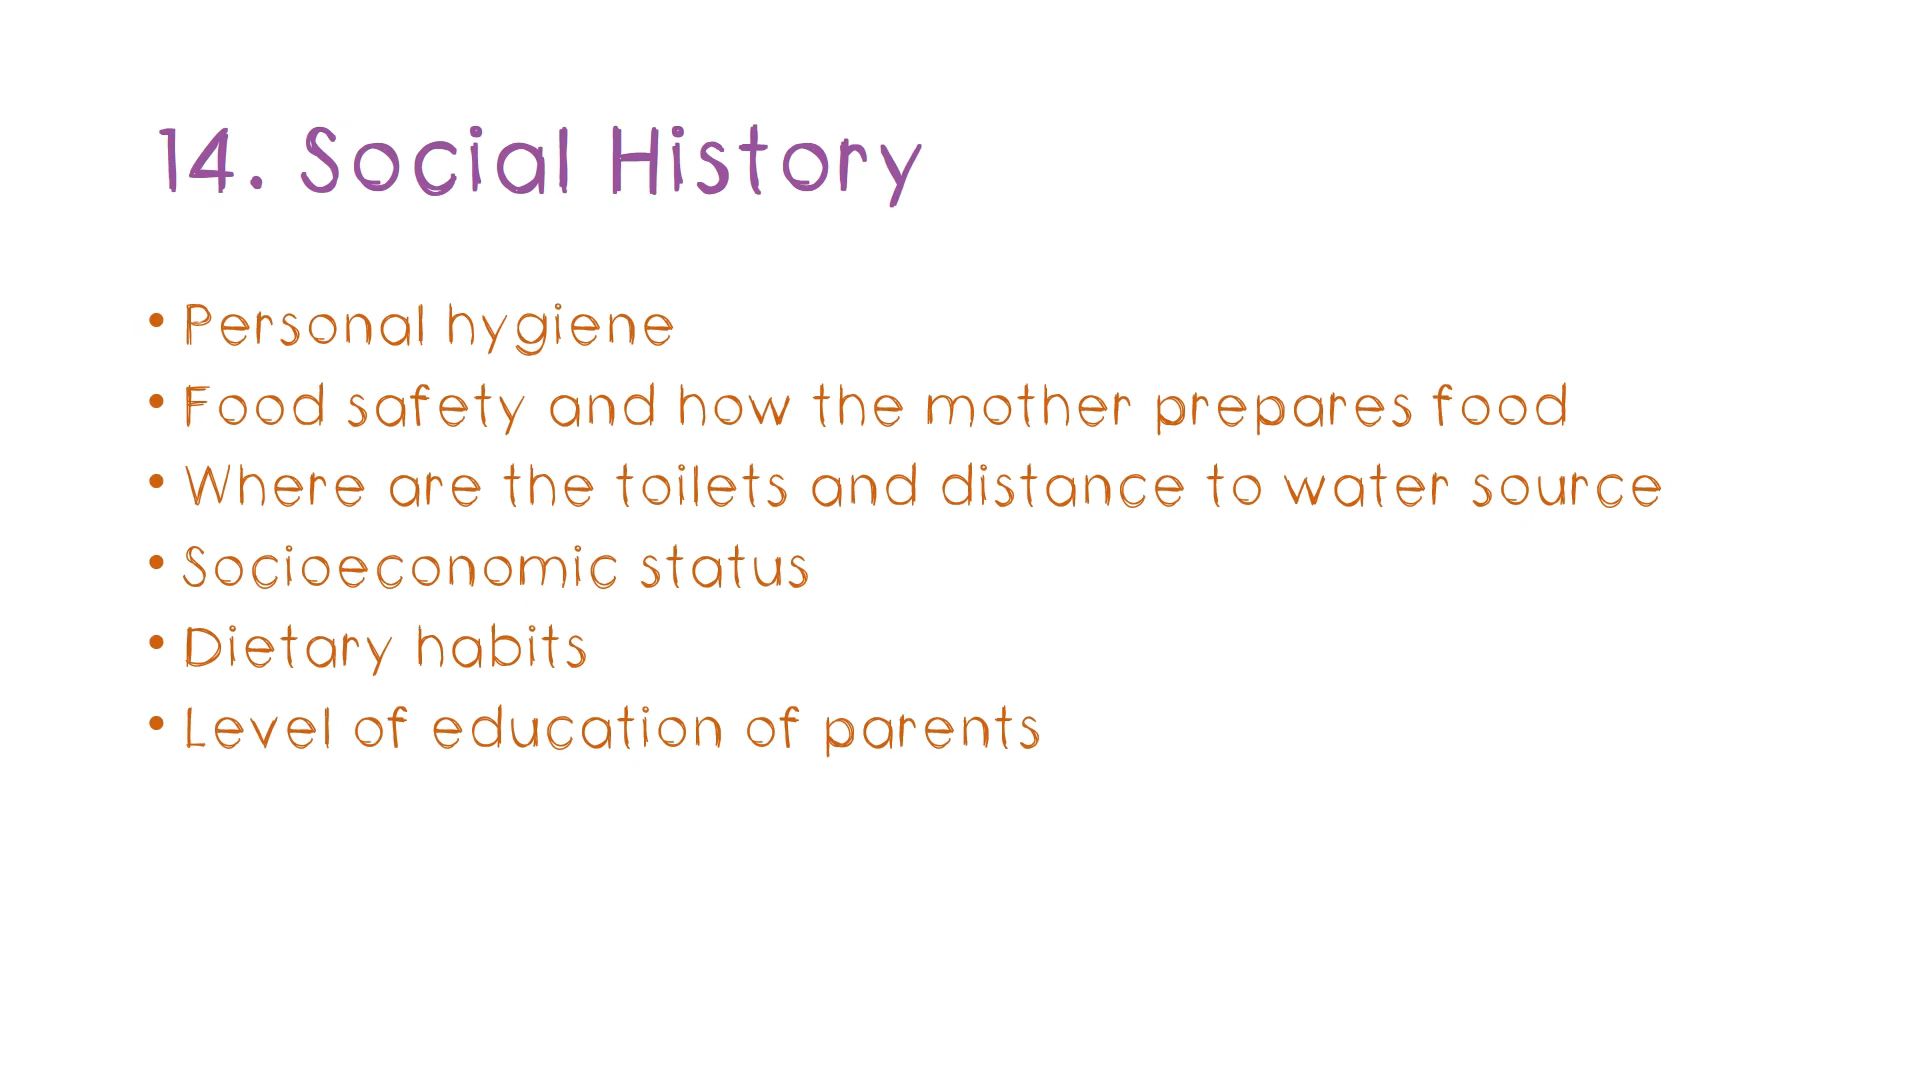 14. Social History
• Personal hygiene
• Food safety and how the mother prepares food
• Where are the toilets and distance to water source
• Socioeconomic status
• Dietary habits
• Level of education of parents